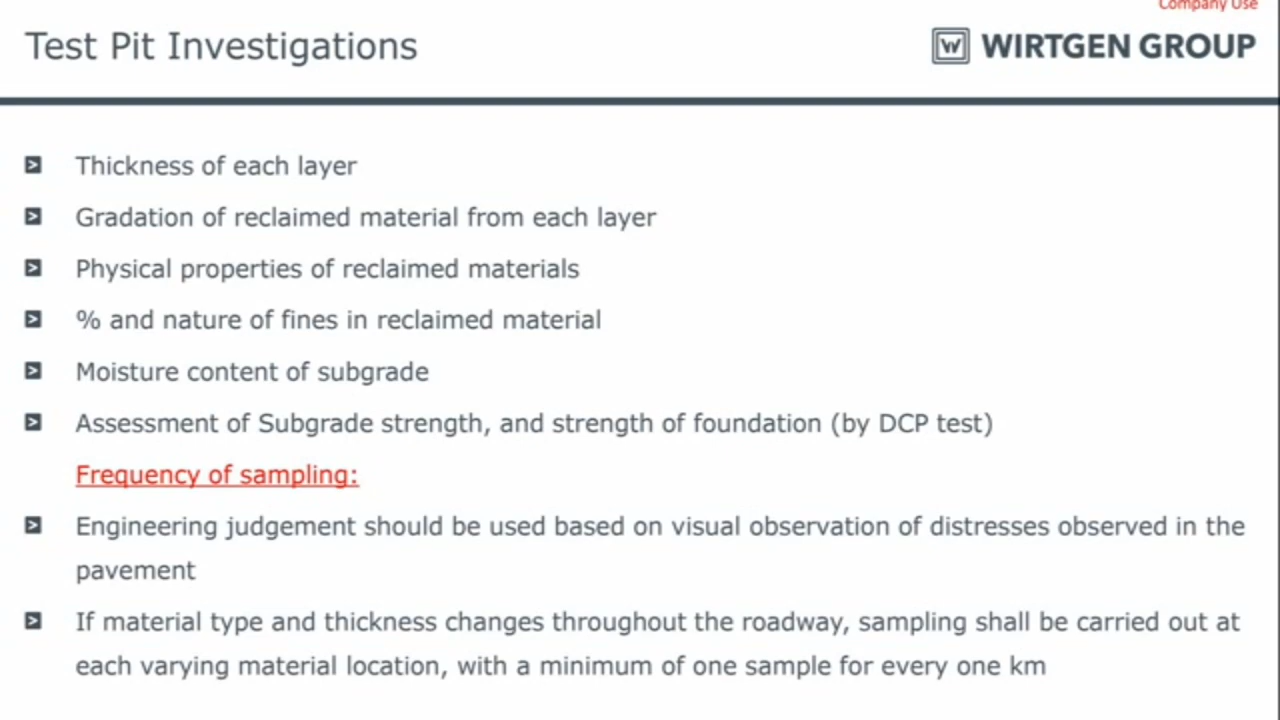 Company Use
Test Pit Investigations
WIRTGEN GROUP
Thickness of each layer
Gradation of reclaimed material from each layer
Physical properties of reclaimed materials
% and nature of fines in reclaimed material
Moisture content of subgrade
Assessment of Subgrade strength, and strength of foundation (by DCP test)
Frequency of sampling:
Engineering judgement should be used based on visual observation of distresses observed in the
pavement
If material type and thickness changes throughout the roadway, sampling shall be carried out at
each varying material location, with a minimum of one sample for every one km